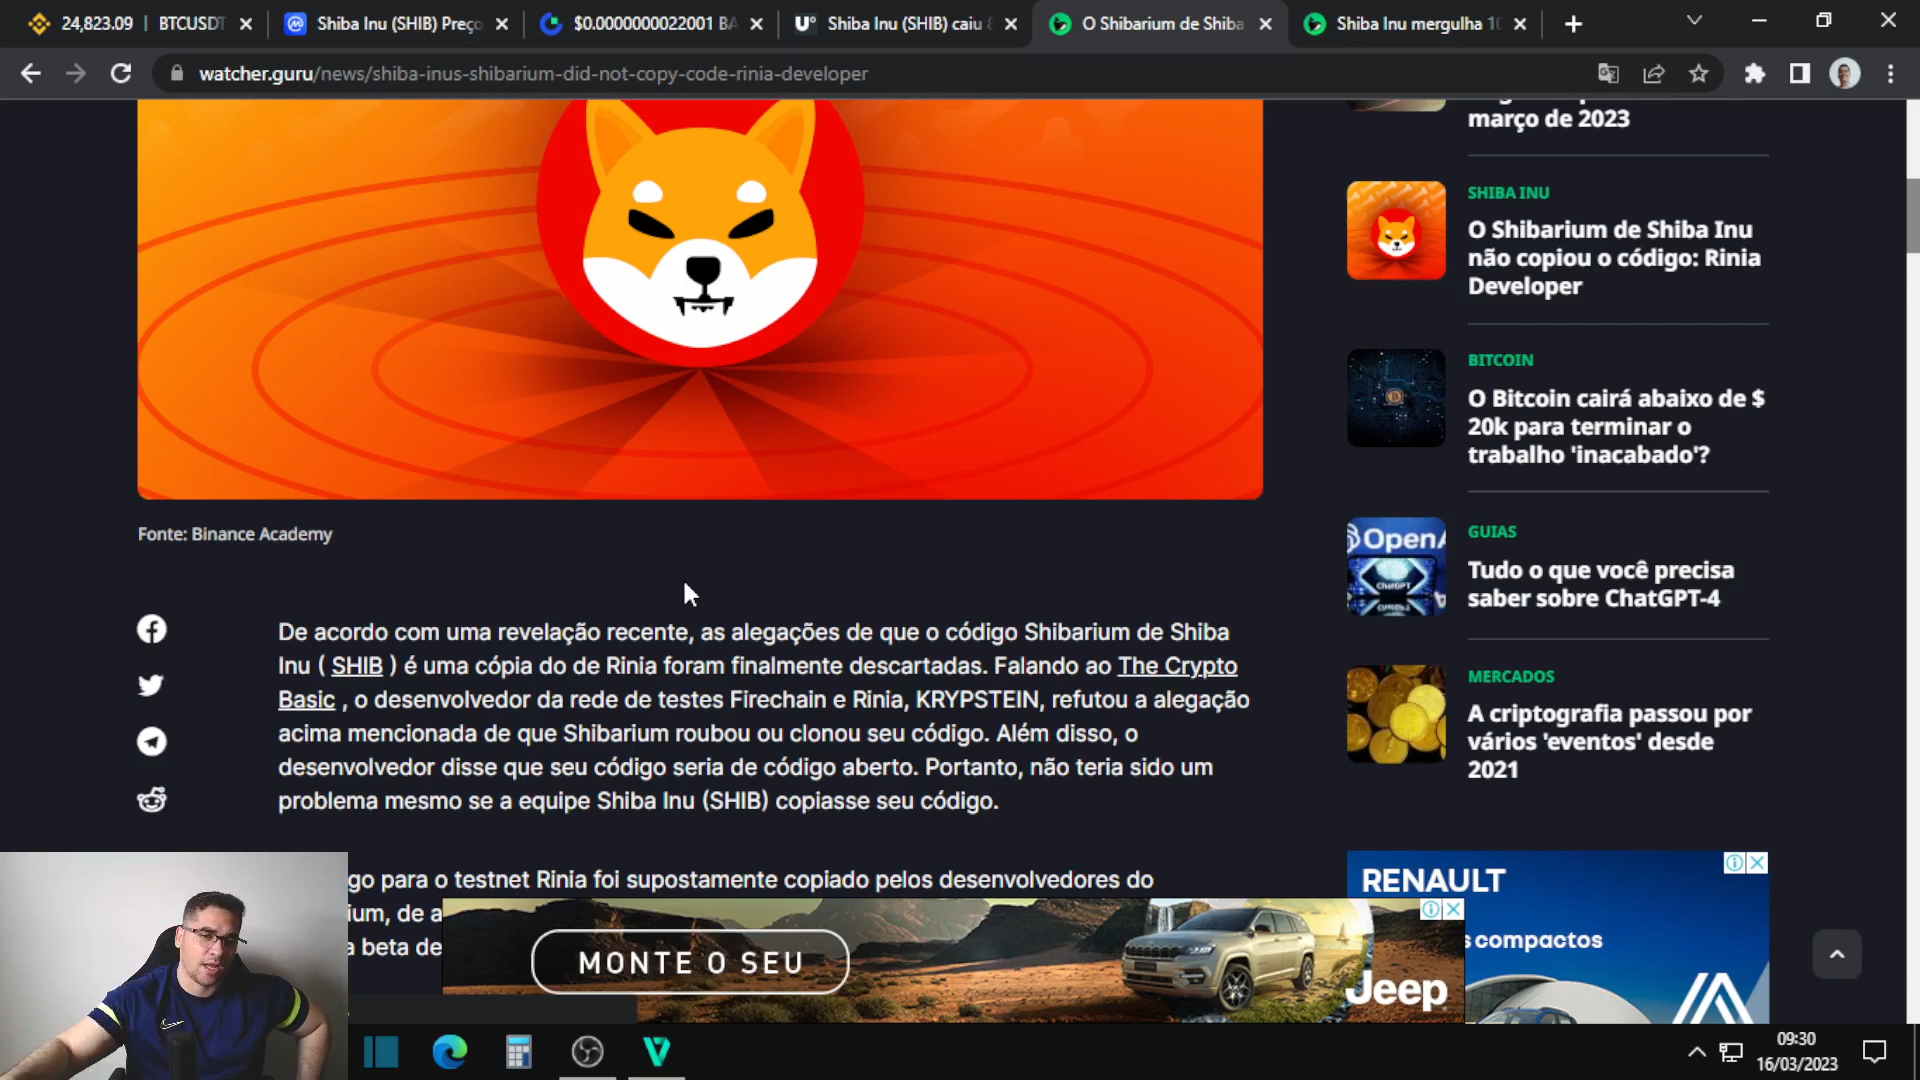 24,823.09 | BTCUSDT
Shiba Inu (SHIB) Preço
$0.0000000022001 BA
U°
Shiba Inu (SHIB) caiu
O Shibarium de Shiba
Shiba Inu mergulha 10
watcher.guru/news/shiba-inus-shibarium-did-not-copy-code-rinia-developer
março de 2023
SHIBA INU
O Shibarium de Shiba Inu
não copiou o código: Rinia
Developer
BITCOIN
O Bitcoin cairá abaixo de $
20k para terminar o
trabalho 'inacabado'?
OpenA
ChatGPT
GUIAS
Tudo o que você precisa
saber sobre ChatGPT-4
MERCADOS
A criptografia passou por
vários 'eventos' desde
2021
Fonte: Binance Academy
De acordo com uma revelação recente, as alegações de que o código Shibarium de Shiba
Inu ( SHIB ) é uma cópia do de Rinia foram finalmente descartadas. Falando ao The Crypto
Basic , o desenvolvedor da rede de testes Firechain e Rinia, KRYPSTEIN, refutou a alegação
acima mencionada de que Shibarium roubou ou clonou seu código. Além disso, o
desenvolvedor disse que seu código seria de código aberto. Portanto, não teria sido um
problema mesmo se a equipe Shiba Inu (SHIB) copiasse seu código.
go para o testnet Rinia foi supostamente copiado pelos desenvolvedores do
ium, de a
a beta de
MONTE O SEU
Jeep
RENAULT
s compactos
09:30
16/03/2023